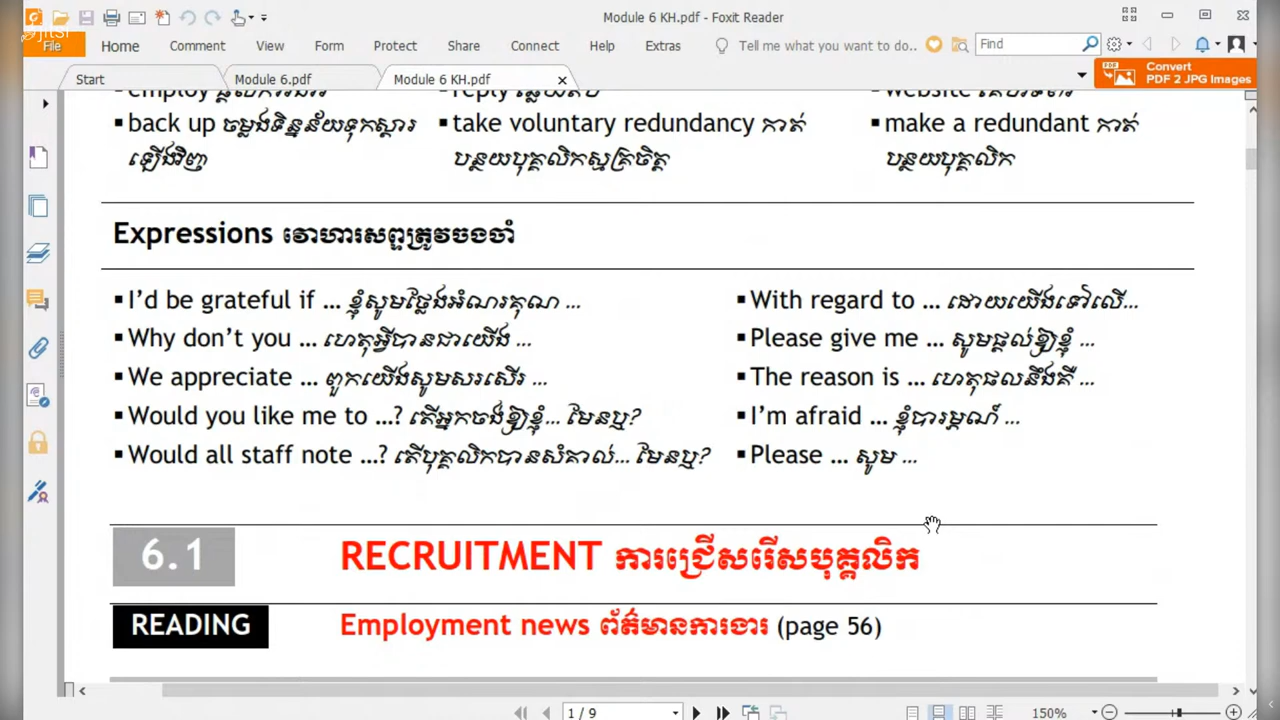 Module 6 KH.pdf - Foxit Reader
File Home Comment View Form Protect Share Connect Help Extras Tell me what you want to do.. Find
Start Module 6.pdf Module 6 KH.pdf
Convert
PDF 2 JPG Images
▪ back up ចម្លងទិន្នន័យទុកស្តារ ▪ take voluntary redundancy កាត់ ▪ make a redundant កាត់
ឡើងវិញ បន្ថយបុគ្គលិកស្មគ្រចិត្ត បន្ថយបុគ្គលិក
Expressions វោហារសព្ទត្រូវចងចាំ
▪ I'd be grateful if ... ខ្ញុំសូមថ្លែងអំណរគុណ ... ▪ With regard to ... ដោយយើងទៅលើ...
▪ Why don't you ... ហេតុអ្វីបានជាយើង ... ▪ Please give me ... សូមផ្តល់ឱ្យខ្ញុំ ...
▪ We appreciate ... ពួកយើងសូមសរសើរ ... ▪ The reason is ... ហេតុផលនឹងគឺ ...
▪ Would you like me to ...? តើអ្នកចង់ឱ្យខ្ញុំ... មែនឬ? ▪ I'm afraid ... ខ្ញុំបារម្ភណ៍ ...
▪ Would all staff note ...? តើបុគ្គលិកបានសំគាល់... មែនឬ? ▪ Please ... សូម ...
6.1 RECRUITMENT ការជ្រើសរើសបុគ្គលិក
READING Employment news ព័ត៌មានការងារ (page 56)
1 / 9 150%